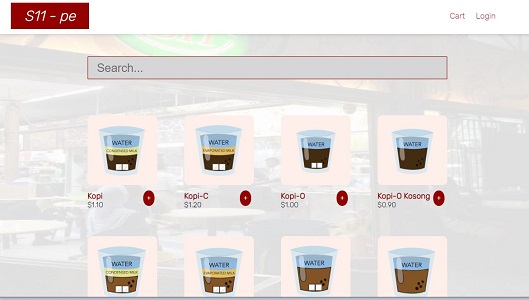 S11 - pe
Cart Login
Search...
WATER WATER WATER WATER
CONDENSED MILK EVAPORATED MILK
Kopi Kopi-C Kopi-O Kopi-O Kosong
+ + + +
$1.10 $1.20 $1.00 $0.90
WATER WATER WATER WATER
CONDENSED MILK EVAPORATED MILK